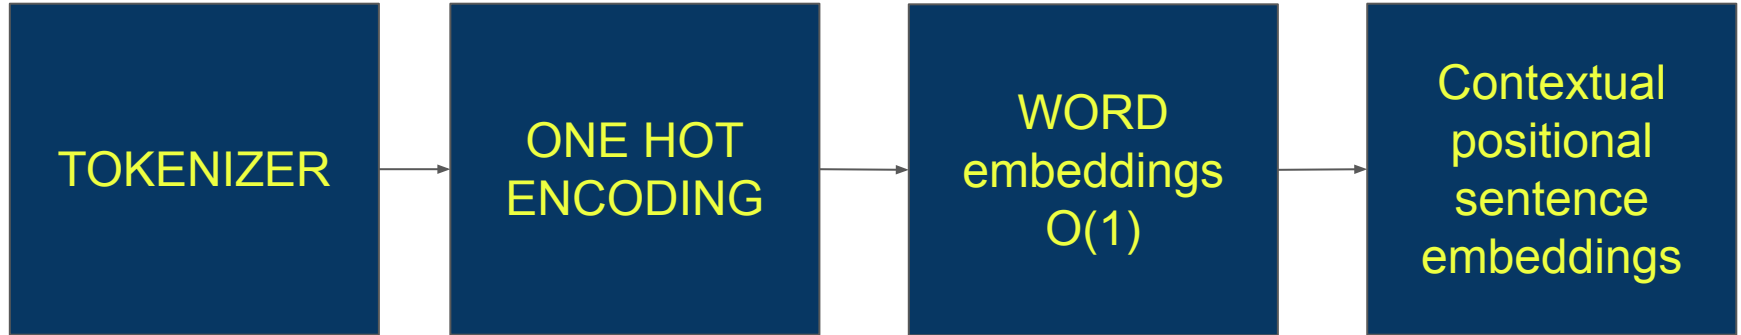 TOKENIZER
ONE HOT
ENCODING
WORD
embeddings
O(1)
Contextual
positional
sentence
embeddings